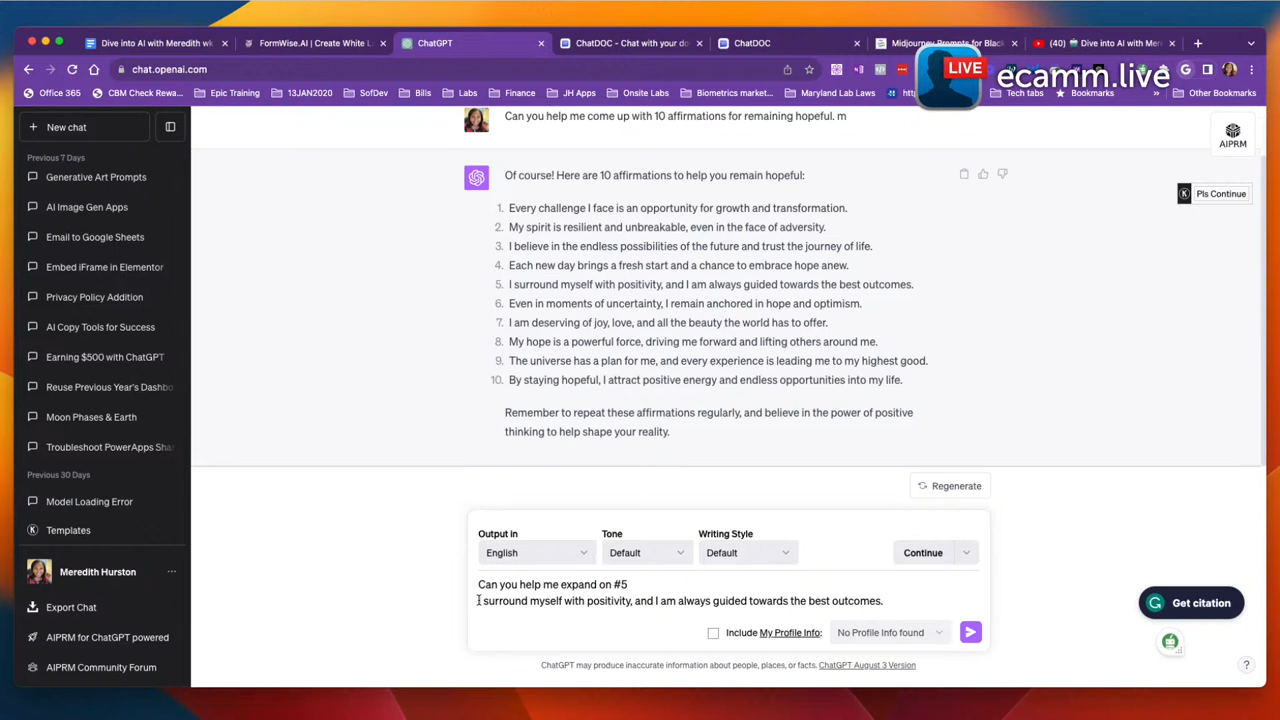 Dive into AI with Meredith wk
FormWise.AI | Create White L
ChatGPT
ChatDOC - Chat with your do
ChatDOC
Midjourney Prompts for Black
(40) Dive into AI with Mer
chat.openai.com
LIVE
ecamm.live
Office 365
CBM Check Rewa...
Epic Training
13JAN2020
SofDev
Bills
Labs
Finance
JH Apps
Onsite Labs
Biometrics market...
Maryland Lab Laws
Tech tabs
Bookmarks
Other Bookmarks
New chat
Previous 7 Days
Generative Art Prompts
AI Image Gen Apps
Email to Google Sheets
Embed iFrame in Elementor
Privacy Policy Addition
AI Copy Tools for Success
Earning $500 with ChatGPT
Reuse Previous Year's Dashbo
Moon Phases & Earth
Troubleshoot PowerApps Sha
Previous 30 Days
Model Loading Error
Templates
Meredith Hurston
Export Chat
AIPRM for ChatGPT powered
AIPRM Community Forum
Can you help me come up with 10 affirmations for remaining hopeful. m
AIPRM
Pls Continue
Of course! Here are 10 affirmations to help you remain hopeful:
1. Every challenge I face is an opportunity for growth and transformation.
2. My spirit is resilient and unbreakable, even in the face of adversity.
3. I believe in the endless possibilities of the future and trust the journey of life.
4. Each new day brings a fresh start and a chance to embrace hope anew.
5. I surround myself with positivity, and I am always guided towards the best outcomes.
6. Even in moments of uncertainty, I remain anchored in hope and optimism.
7. I am deserving of joy, love, and all the beauty the world has to offer.
8. My hope is a powerful force, driving me forward and lifting others around me.
9. The universe has a plan for me, and every experience is leading me to my highest good.
10. By staying hopeful, I attract positive energy and endless opportunities into my life.
Remember to repeat these affirmations regularly, and believe in the power of positive
thinking to help shape your reality.
Regenerate
Output in
Tone
Writing Style
English
Default
Default
Continue
Can you help me expand on #5
I surround myself with positivity, and I am always guided towards the best outcomes.
Include My Profile Info:
No Profile Info found
ChatGPT may produce inaccurate information about people, places, or facts. ChatGPT August 3 Version
Get citation
?